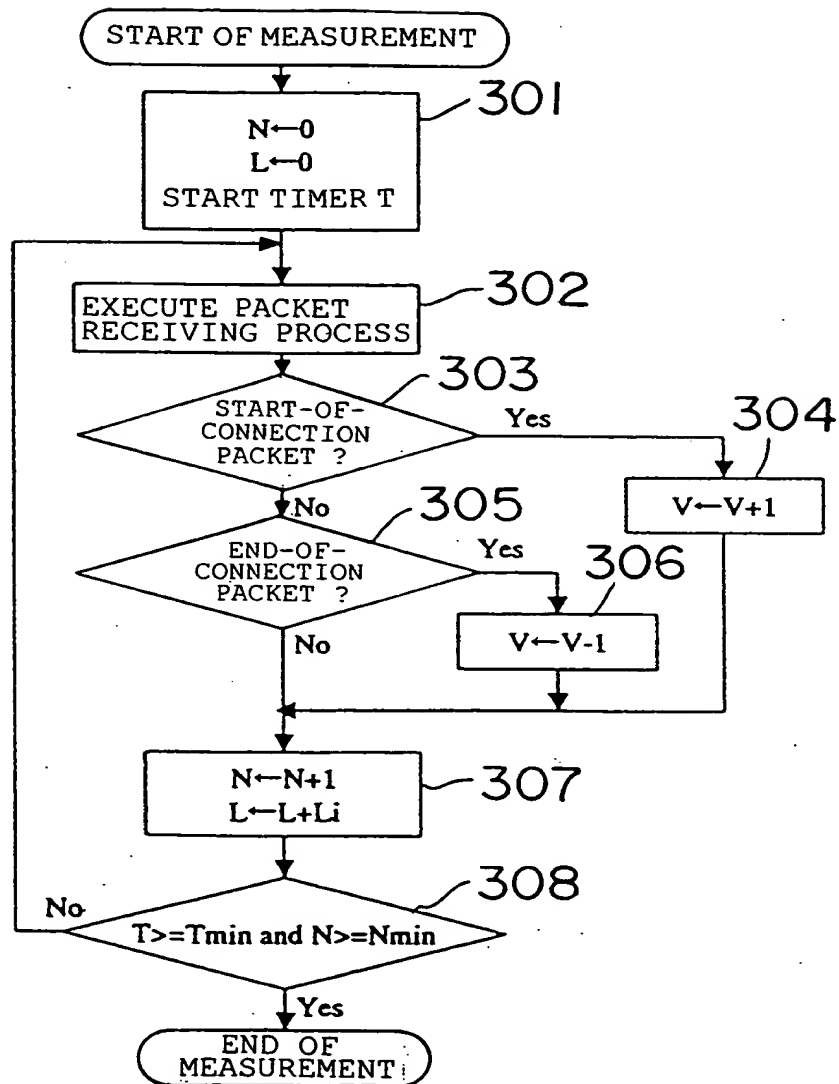 START OF MEASUREMENT
301
N←0
L←0
START TIMER T
302
EXECUTE PACKET
RECEIVING PROCESS
303
START-OF-
CONNECTION
PACKET ?
Yes
304
V←V+1
No
305
END-OF-
CONNECTION
PACKET ?
Yes
306
V←V-1
No
N←N+1
L←L+Li
307
308
No
T>=Tmin and N>=Nmin
Yes
END OF
MEASUREMENT